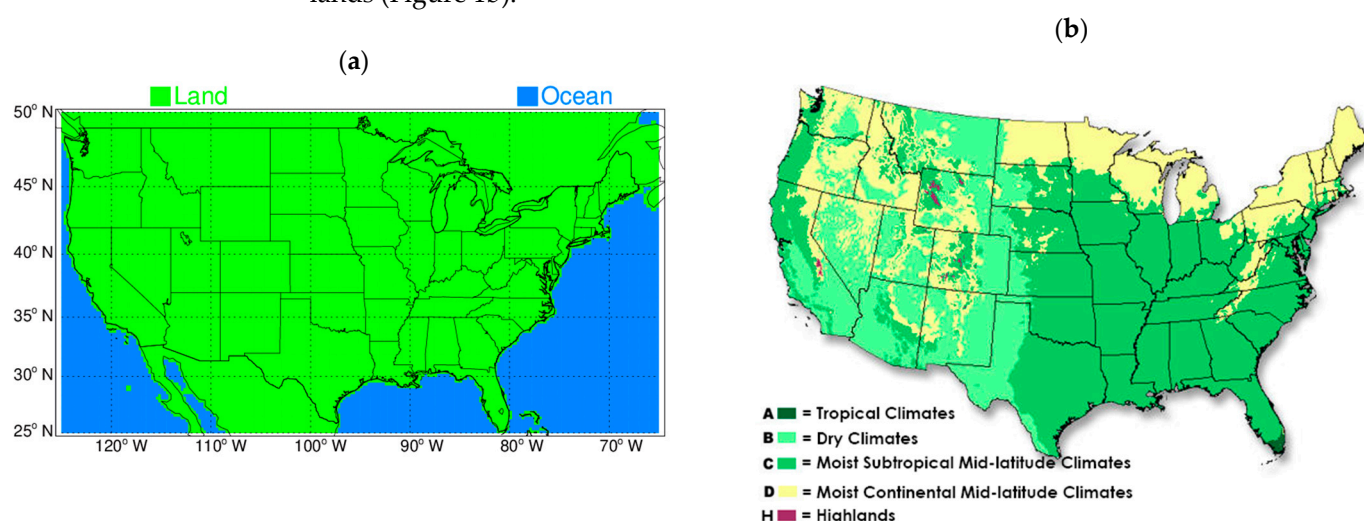 lands (Figure 1b).
(a)
(b)
Land
Ocean
50° N
45° N
40° N
35° N
30° N
25° N
120° W
110° W
100° W
90° W
80° W
70° W
A = Tropical Climates
B = Dry Climates
C = Moist Subtropical Mid-latitude Climates
D = Moist Continental Mid-latitude Climates
H = Highlands